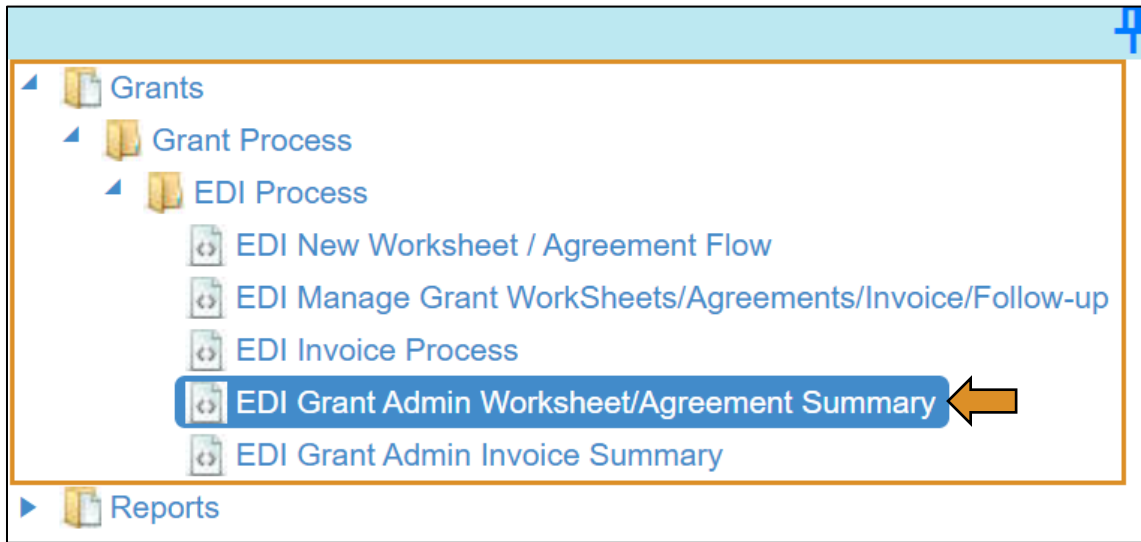 Grants
Grant Process
EDI Process
EDI New Worksheet / Agreement Flow
EDI Manage Grant WorkSheets/Agreements/Invoice/Follow-up
EDI Invoice Process
EDI Grant Admin Worksheet/Agreement Summary
EDI Grant Admin Invoice Summary
Reports